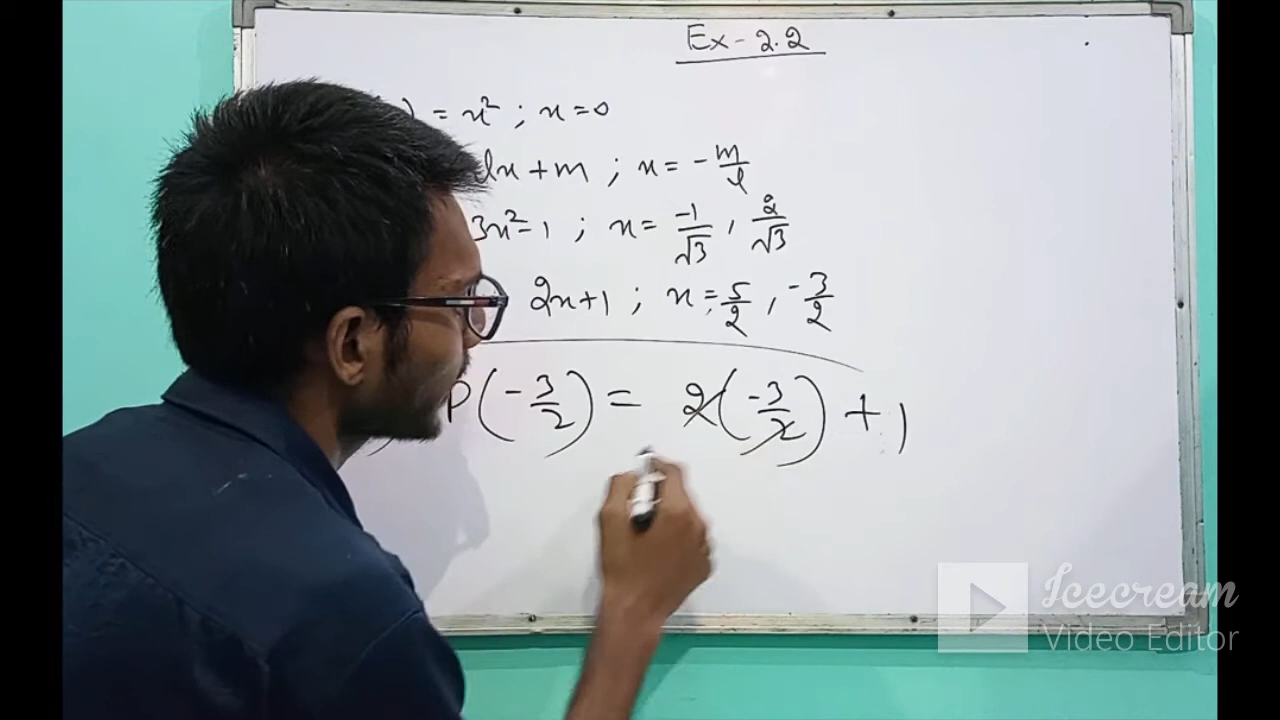 Ex - 2.2
) = x² ; x = 0
lx + m ; x = -m/l
3x² - 1 ; x = -1/√3 , 2/√3
2x + 1 ; x = 5/2 , -3/2
P(-3/2) = 2(-3/2) + 1
Icecream
Video Editor